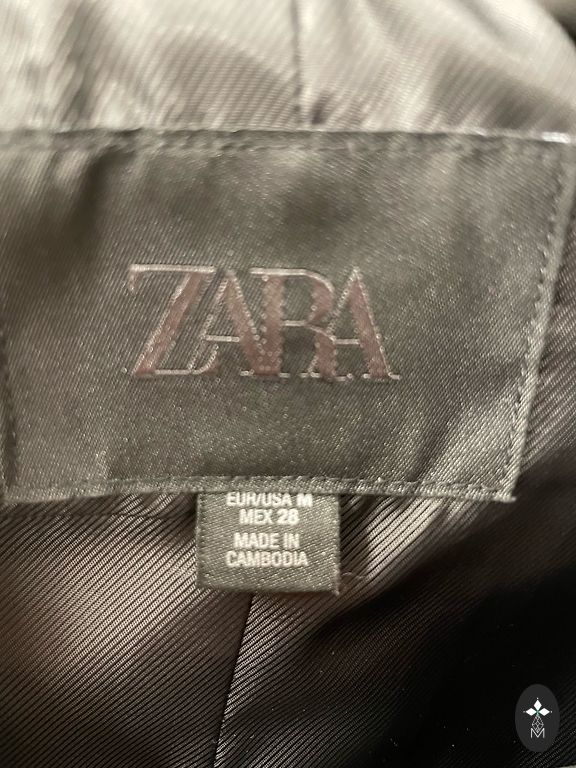 ZARA
EUR/USA M
MEX 28
MADE IN
CAMBODIA
M